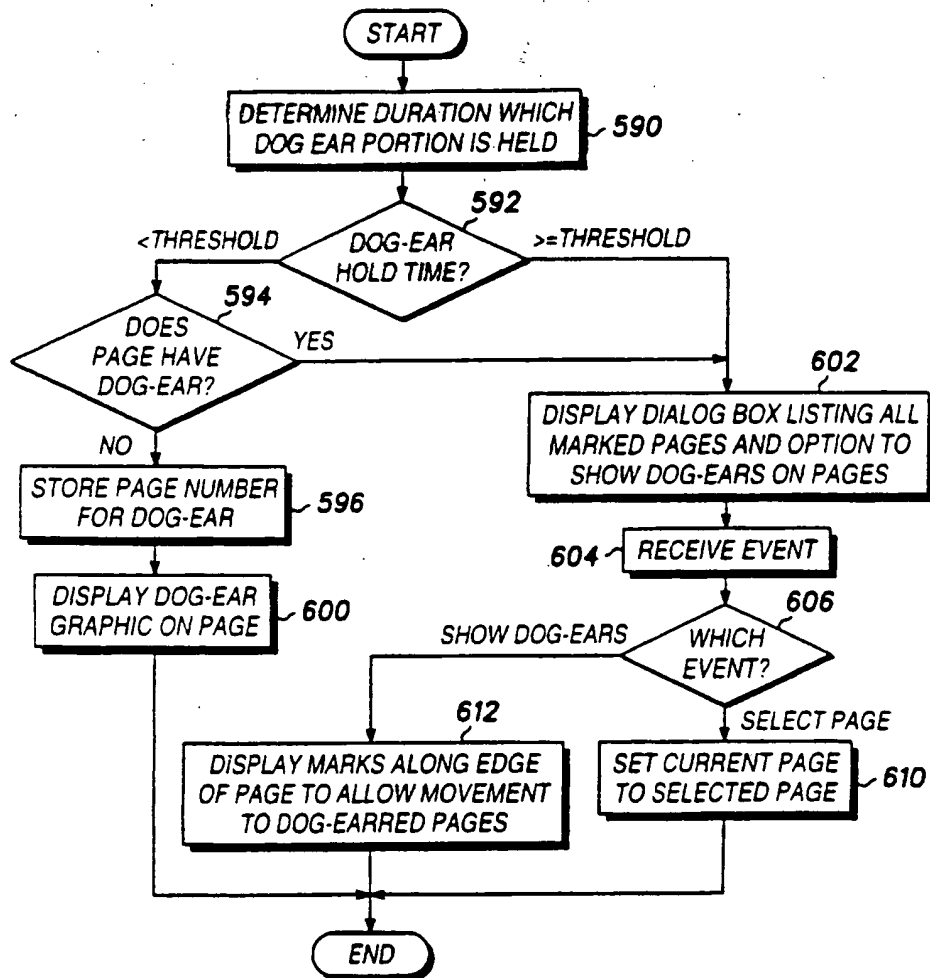 START
DETERMINE DURATION WHICH
DOG EAR PORTION IS HELD
590
592
<THRESHOLD
DOG-EAR
HOLD TIME?
>=THRESHOLD
594
DOES
PAGE HAVE
DOG-EAR?
YES
NO
602
DISPLAY DIALOG BOX LISTING ALL
MARKED PAGES AND OPTION TO
SHOW DOG-EARS ON PAGES
STORE PAGE NUMBER
FOR DOG-EAR
596
604
RECEIVE EVENT
DISPLAY DOG-EAR
GRAPHIC ON PAGE
600
606
SHOW DOG-EARS
WHICH
EVENT?
SELECT PAGE
612
DISPLAY MARKS ALONG EDGE
OF PAGE TO ALLOW MOVEMENT
TO DOG-EARRED PAGES
SET CURRENT PAGE
TO SELECTED PAGE
610
END